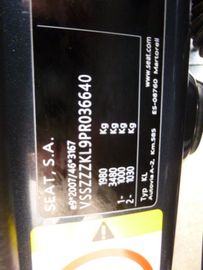 SEAT, S.A.
e9*2007/46*3167
VSSZZZKL9PR036640
1980 Kg
3480 Kg
1- 1000 Kg
2- 1030 Kg
Typ KL
Autovia A-2, Km.585
www.seat.com
ES-08760 Martorell